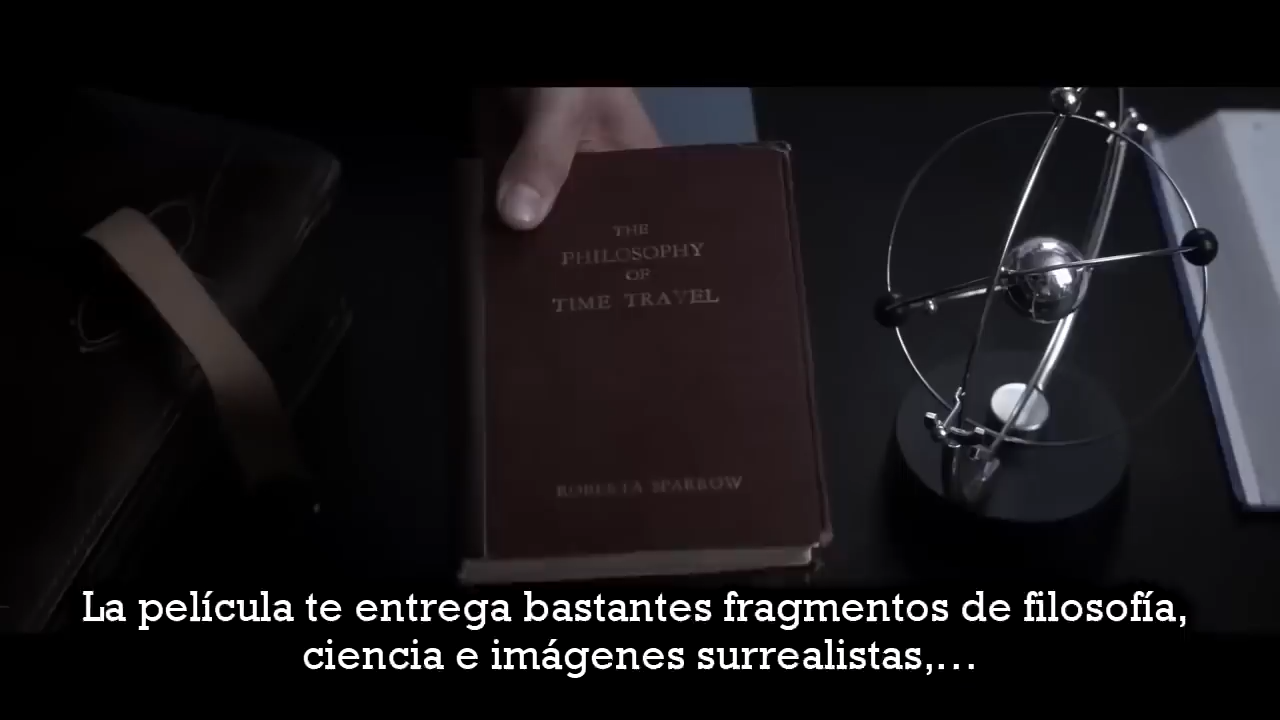 THE
PHILOSOPHY
OF
TIME TRAVEL
ROBERTA SPARROW
La película te entrega bastantes fragmentos de filosofía,
ciencia e imágenes surrealistas,...